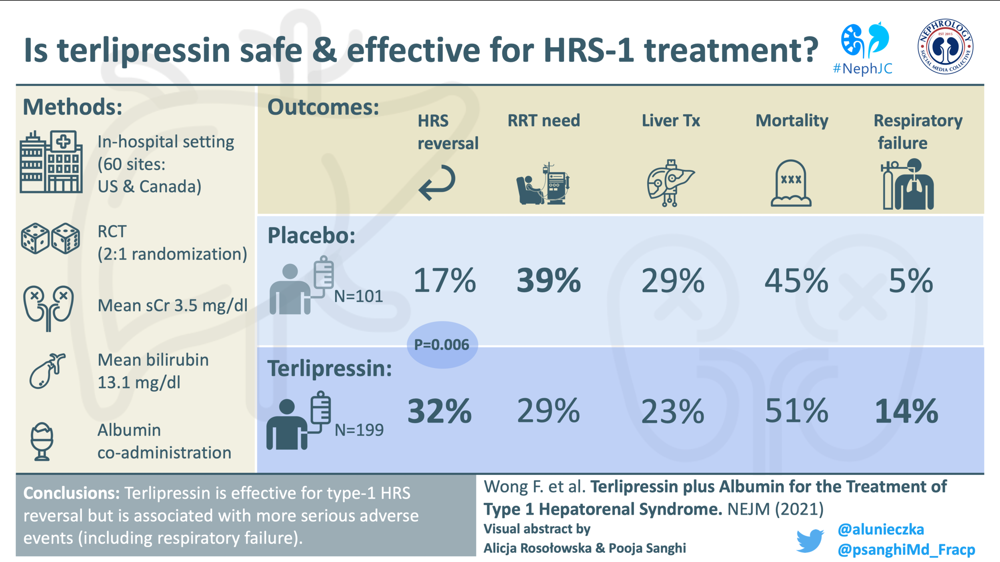 Is terlipressin safe & effective for HRS-1 treatment?
#NephJC
NEPHROLOGY
EST 2015
SOCIAL MEDIA COLLECTIVE
Methods:
In-hospital setting
(60 sites:
US & Canada)
RCT
(2:1 randomization)
Mean sCr 3.5 mg/dl
Mean bilirubin
13.1 mg/dl
Albumin
co-administration
Outcomes:
HRS
reversal
RRT need
Liver Tx
Mortality
Respiratory
failure
xxx
Placebo:
N=101
17%
39%
29%
45%
5%
P=0.006
Terlipressin:
N=199
32%
29%
23%
51%
14%
Conclusions: Terlipressin is effective for type-1 HRS
reversal but is associated with more serious adverse
events (including respiratory failure).
Wong F. et al. Terlipressin plus Albumin for the Treatment of
Type 1 Hepatorenal Syndrome. NEJM (2021)
Visual abstract by
Alicja Rosołowska & Pooja Sanghi
@alunieczka
@psanghiMd_Fracp